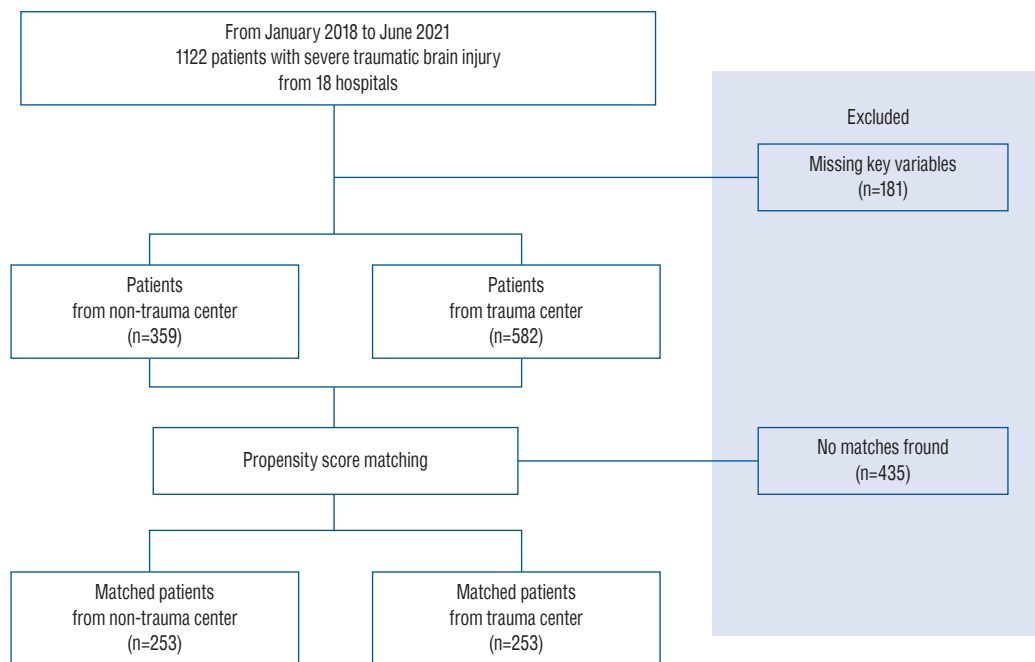 From January 2018 to June 2021
1122 patients with severe traumatic brain injury
from 18 hospitals
Excluded
Missing key variables
(n=181)
Patients
from non-trauma center
(n=359)
Patients
from trauma center
(n=582)
Propensity score matching
No matches fround
(n=435)
Matched patients
from non-trauma center
(n=253)
Matched patients
from trauma center
(n=253)